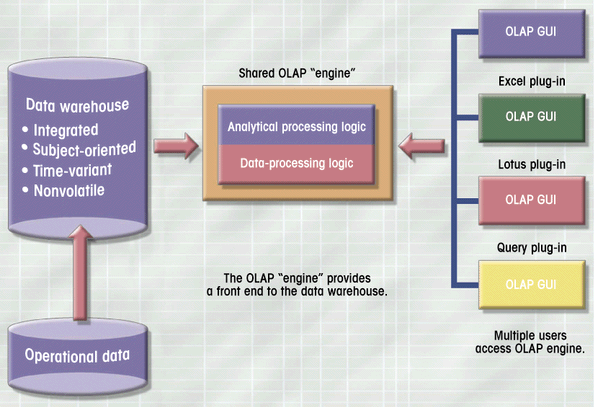 Data warehouse
• Integrated
• Subject-oriented
• Time-variant
• Nonvolatile
Operational data
Shared OLAP “engine”
Analytical processing logic
Data-processing logic
The OLAP “engine” provides
a front end to the data warehouse.
OLAP GUI
Excel plug-in
OLAP GUI
Lotus plug-in
OLAP GUI
Query plug-in
OLAP GUI
Multiple users
access OLAP engine.